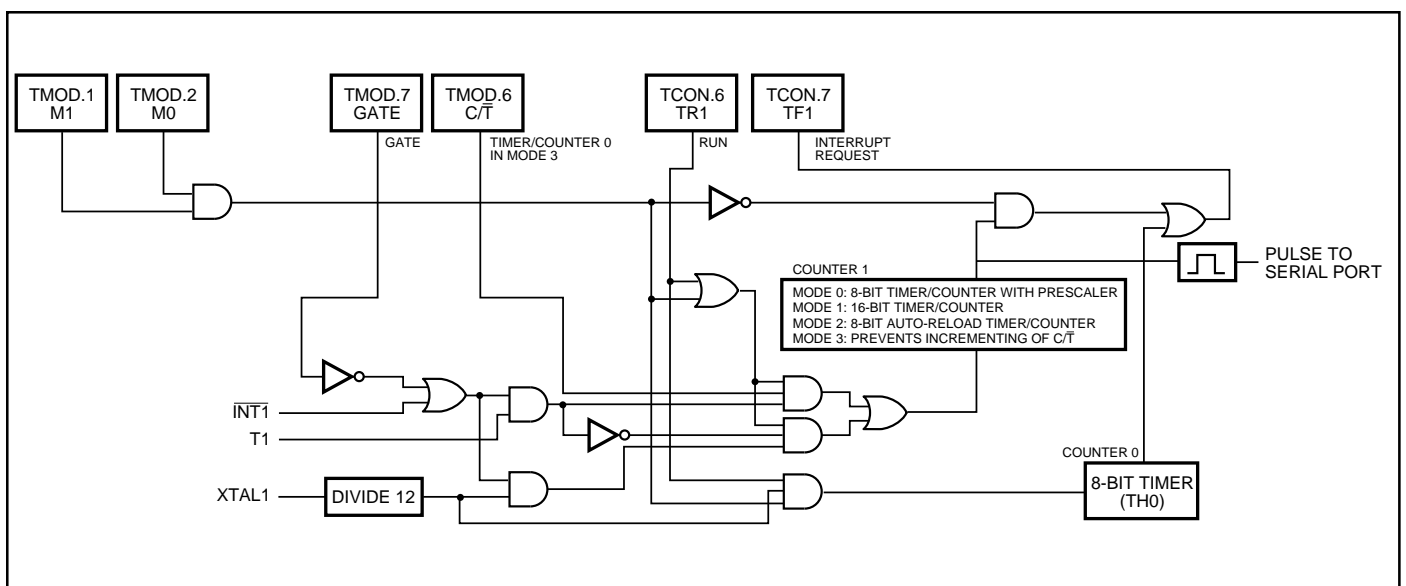 TMOD.1
M1
TMOD.2
M0
TMOD.7
GATE
TMOD.6
C/T̅
TCON.6
TR1
TCON.7
TF1
GATE
TIMER/COUNTER 0
IN MODE 3
RUN
INTERRUPT
REQUEST
PULSE TO
SERIAL PORT
COUNTER 1
MODE 0: 8-BIT TIMER/COUNTER WITH PRESCALER
MODE 1: 16-BIT TIMER/COUNTER
MODE 2: 8-BIT AUTO-RELOAD TIMER/COUNTER
MODE 3: PREVENTS INCREMENTING OF C/T̅
I̅N̅T̅1̅
T1
XTAL1
DIVIDE 12
COUNTER 0
8-BIT TIMER
(TH0)